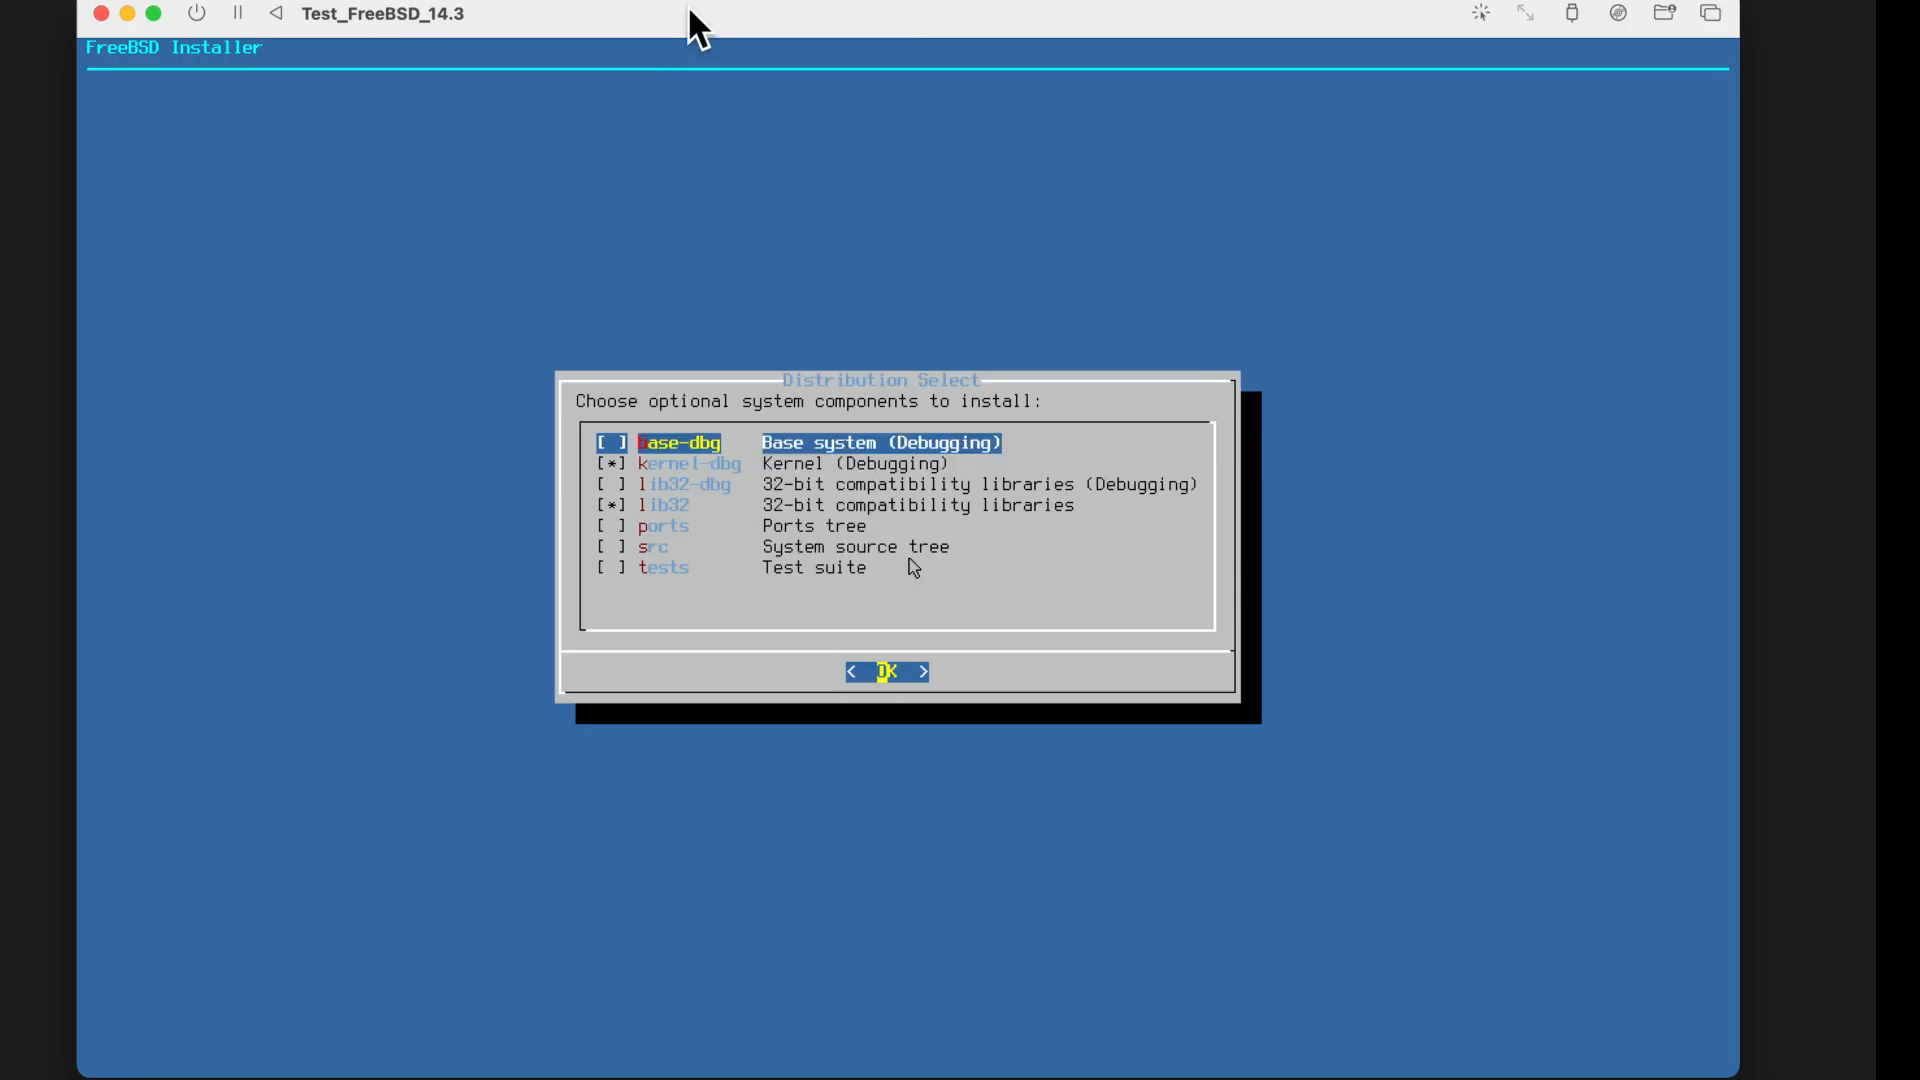 Test_FreeBSD_14.3
FreeBSD Installer
Distribution Select
Choose optional system components to install:
[ ] base-dbg Base system (Debugging)
[*] kernel-dbg Kernel (Debugging)
[ ] lib32-dbg 32-bit compatibility libraries (Debugging)
[*] lib32 32-bit compatibility libraries
[ ] ports Ports tree
[ ] src System source tree
[ ] tests Test suite
< OK >